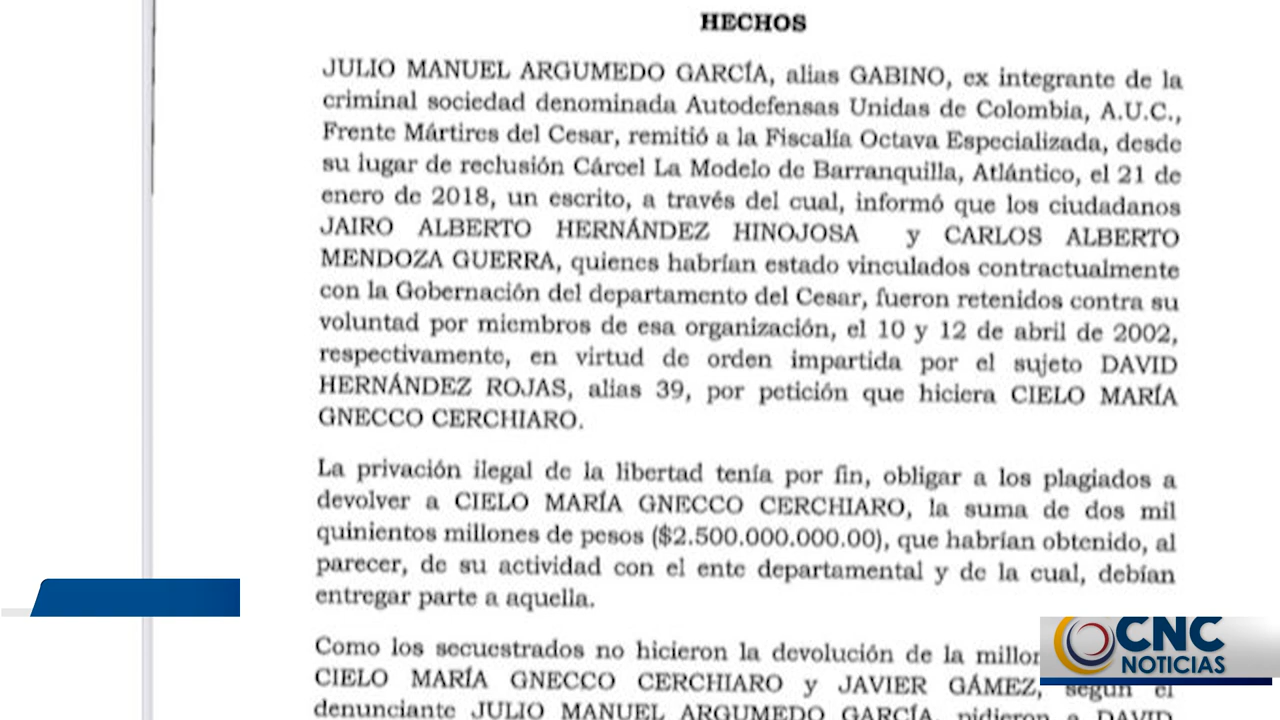 HECHOS
JULIO MANUEL ARGUMEDO GARCÍA, alias GABINO, ex integrante de la
criminal sociedad denominada Autodefensas Unidas de Colombia, A.U.C.,
Frente Mártires del Cesar, remitió a la Fiscalía Octava Especializada, desde
su lugar de reclusión Cárcel La Modelo de Barranquilla, Atlántico, el 21 de
enero de 2018, un escrito, a través del cual, informó que los ciudadanos
JAIRO ALBERTO HERNÁNDEZ HINOJOSA y CARLOS ALBERTO
MENDOZA GUERRA, quienes habrían estado vinculados contractualmente
con la Gobernación del departamento del Cesar, fueron retenidos contra su
voluntad por miembros de esa organización, el 10 y 12 de abril de 2002,
respectivamente, en virtud de orden impartida por el sujeto DAVID
HERNÁNDEZ ROJAS, alias 39, por petición que hiciera CIELO MARÍA
GNECCO CERCHIARO.
La privación ilegal de la libertad tenía por fin, obligar a los plagiados a
devolver a CIELO MARÍA GNECCO CERCHIARO, la suma de dos mil
quinientos millones de pesos ($2.500.000.000.00), que habrían obtenido, al
parecer, de su actividad con el ente departamental y de la cual, debían
entregar parte a aquella.
Como los secuestrados no hicieron la devolución de la
CIELO MARÍA GNECCO CERCHIARO y JAVIER GÁMEZ, según el
denunciante JULIO MANUEL ARGUMEDO GARCÍA, pidieron a DAVID
CNC
NOTICIAS